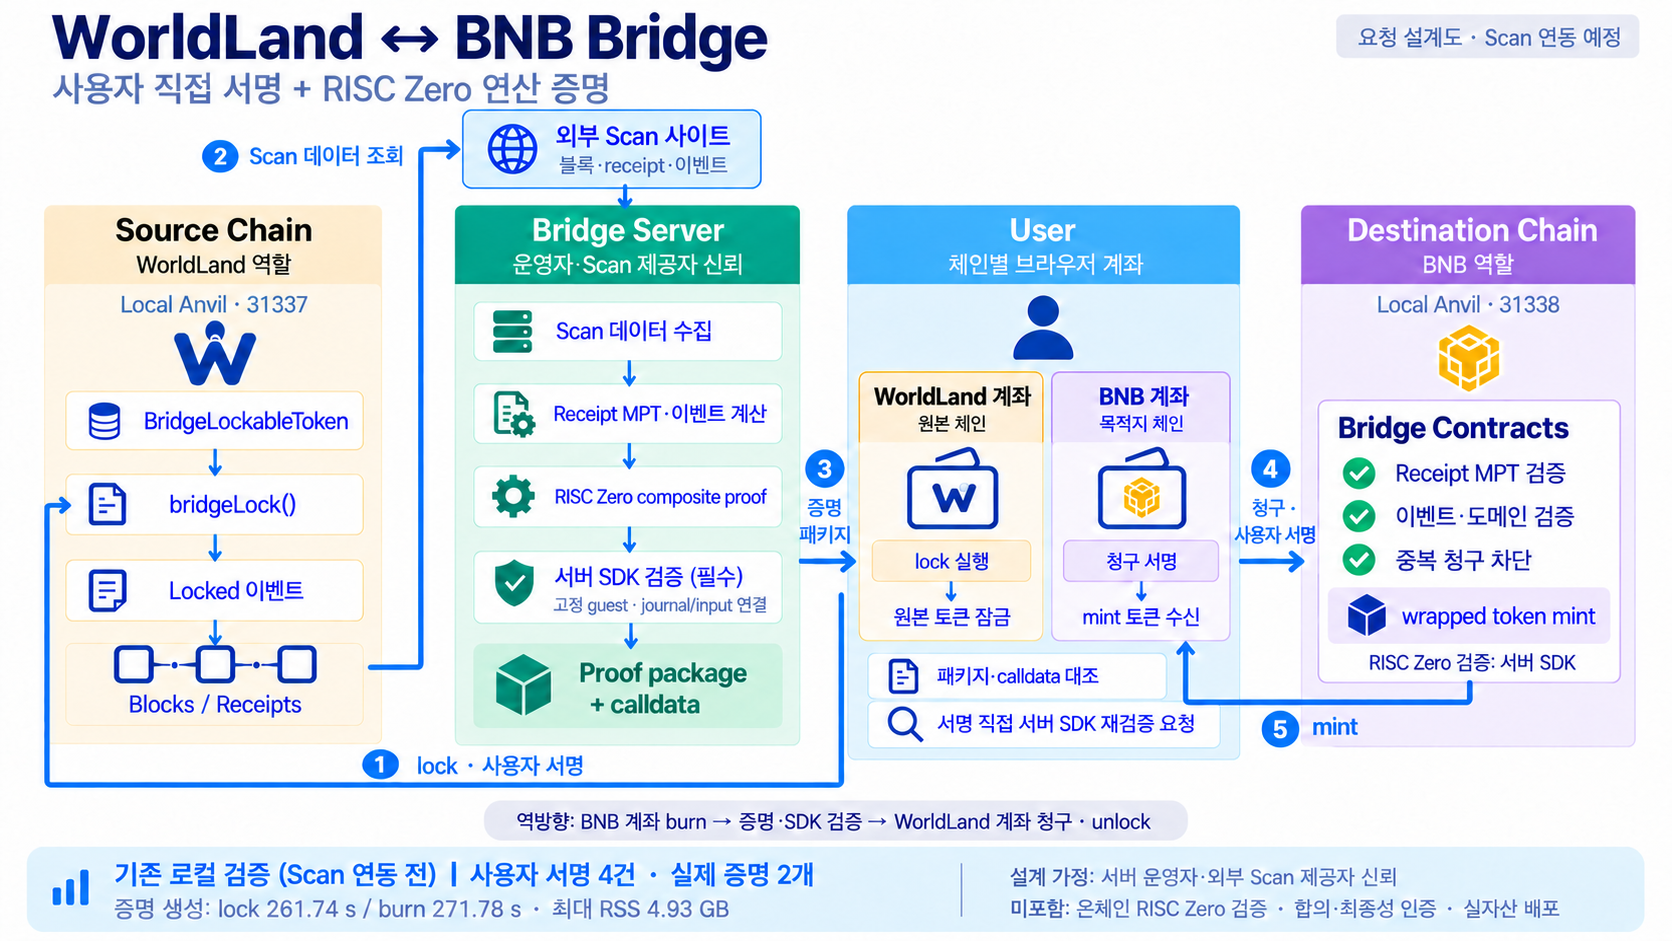 WorldLand ↔ BNB Bridge
사용자 직접 서명 + RISC Zero 연산 증명
요청 설계도 · Scan 연동 예정
2 Scan 데이터 조회
외부 Scan 사이트
블록·receipt·이벤트
Source Chain
WorldLand 역할
Local Anvil · 31337
W
BridgeLockableToken
bridgeLock()
Locked 이벤트
Blocks / Receipts
Bridge Server
운영자·Scan 제공자 신뢰
Scan 데이터 수집
Receipt MPT·이벤트 계산
RISC Zero composite proof
서버 SDK 검증 (필수)
고정 guest · journal/input 연결
Proof package
+ calldata
3
증명
패키지
User
체인별 브라우저 계좌
WorldLand 계좌
원본 체인
W
lock 실행
원본 토큰 잠금
BNB 계좌
목적지 체인
청구 서명
mint 토큰 수신
패키지·calldata 대조
서명 직접 서버 SDK 재검증 요청
4
청구 ·
사용자 서명
Destination Chain
BNB 역할
Local Anvil · 31338
Bridge Contracts
Receipt MPT 검증
이벤트·도메인 검증
중복 청구 차단
wrapped token mint
RISC Zero 검증: 서버 SDK
5 mint
1 lock · 사용자 서명
역방향: BNB 계좌 burn → 증명·SDK 검증 → WorldLand 계좌 청구 · unlock
기존 로컬 검증 (Scan 연동 전) | 사용자 서명 4건 · 실제 증명 2개
증명 생성: lock 261.74 s / burn 271.78 s · 최대 RSS 4.93 GB
설계 가정: 서버 운영자·외부 Scan 제공자 신뢰
미포함: 온체인 RISC Zero 검증 · 합의·최종성 인증 · 실자산 배포